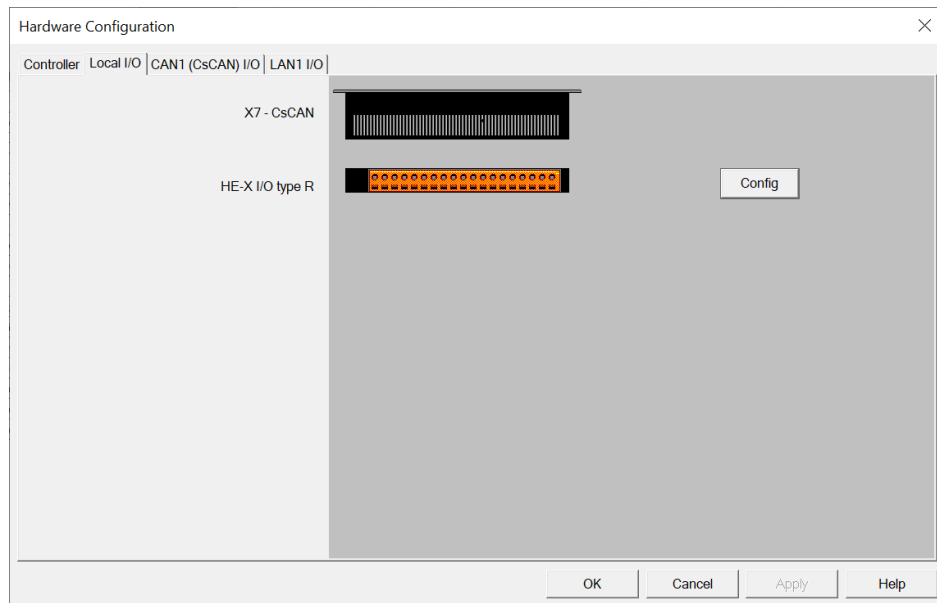 Hardware Configuration
Controller Local I/O CAN1 (CsCAN) I/O LAN1 I/O
X7 - CsCAN
HE-X I/O type R
Config
OK Cancel Apply Help